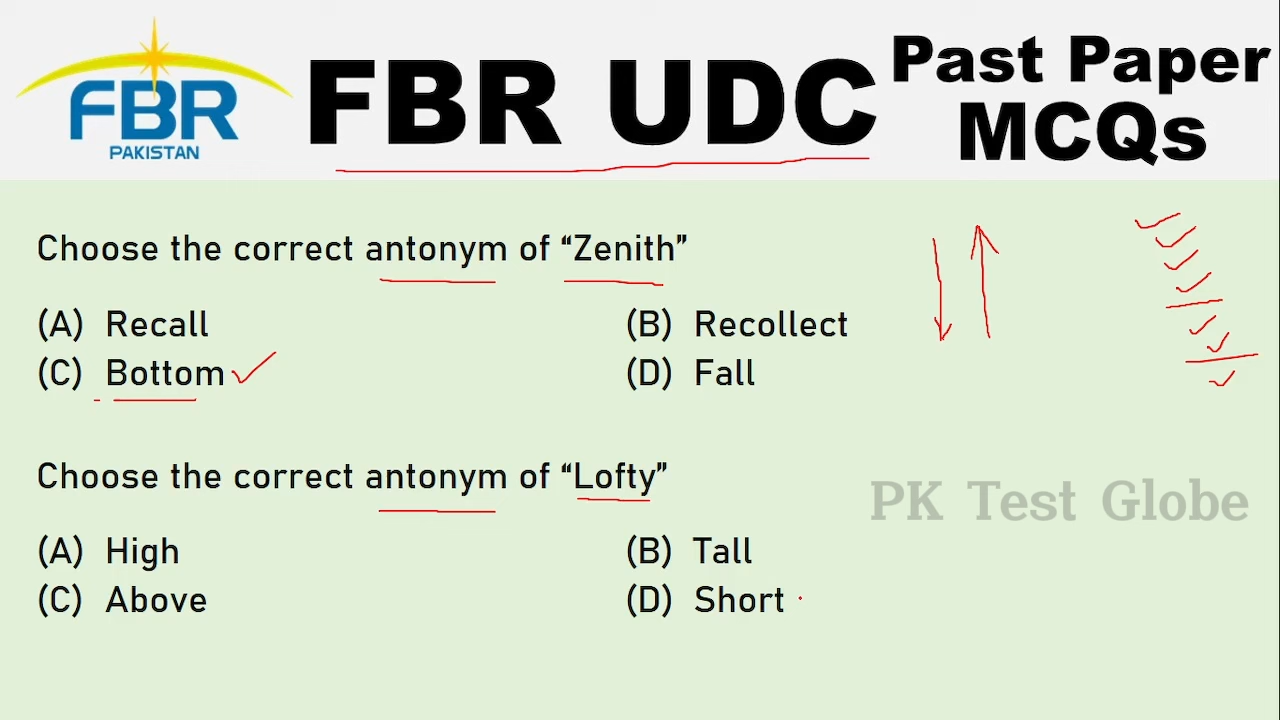 FBR
PAKISTAN
FBR UDC
Past Paper
MCQs
Choose the correct antonym of “Zenith”
(A) Recall (B) Recollect
(C) Bottom (D) Fall
Choose the correct antonym of “Lofty”
PK Test Globe
(A) High (B) Tall
(C) Above (D) Short